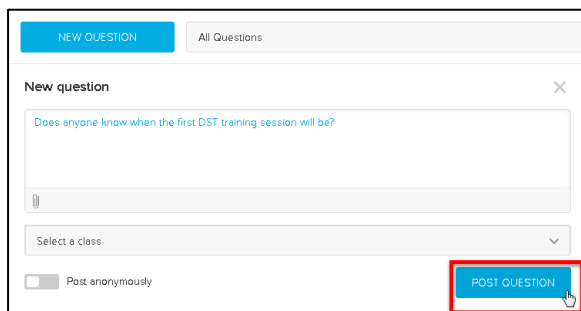 NEW QUESTION
All Questions
New question
Does anyone know when the first DST training session will be?
Select a class
Post anonymously
POST QUESTION